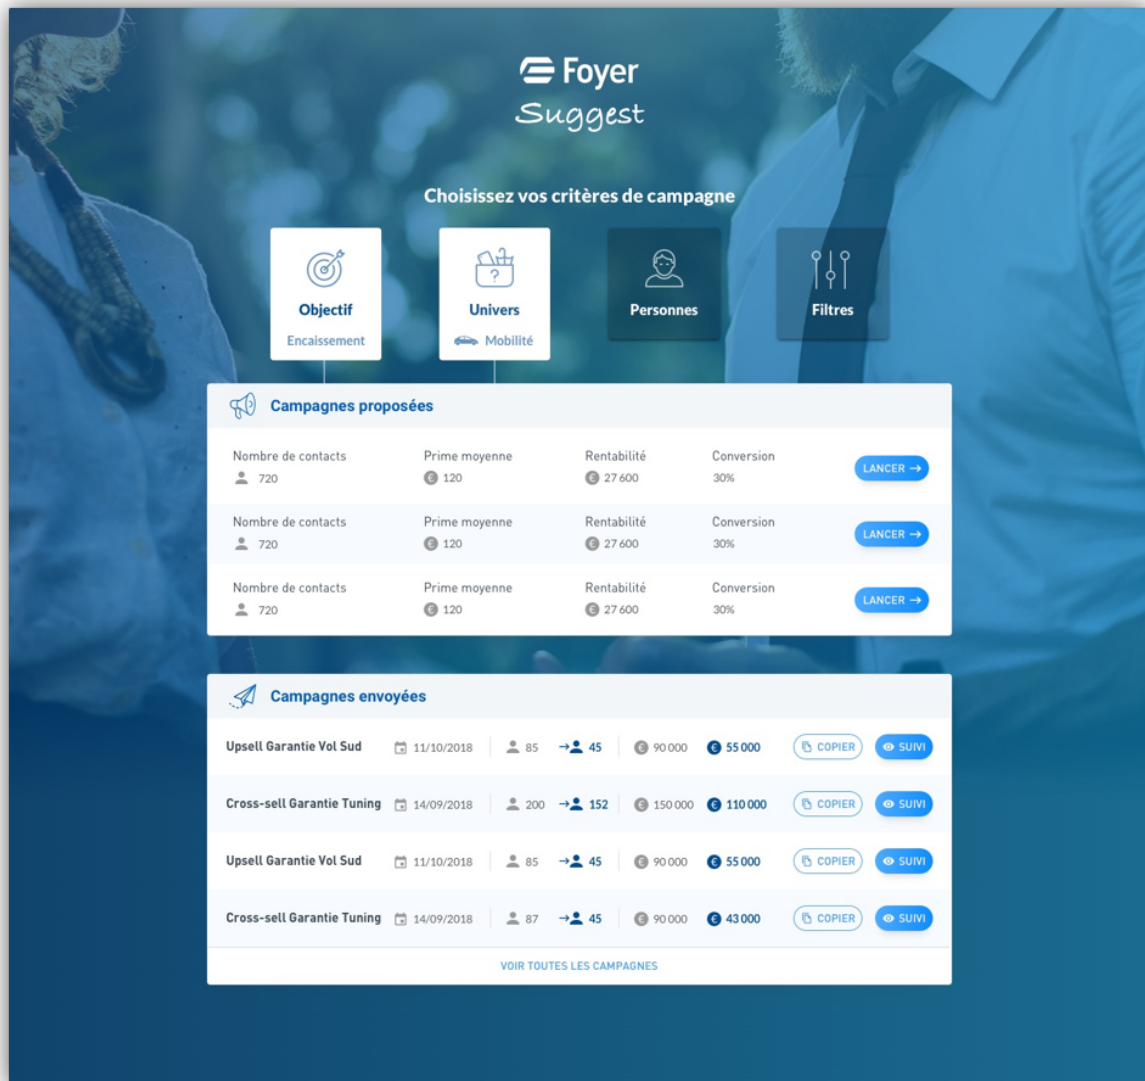 Foyer
Suggest
Choisissez vos critères de campagne
Objectif
Encaissement
Univers
Mobilité
Personnes
Filtres
Campagnes proposées
Nombre de contacts Prime moyenne Rentabilité Conversion
720 € 120 € 27 600 30% LANCER →
Nombre de contacts Prime moyenne Rentabilité Conversion
720 € 120 € 27 600 30% LANCER →
Nombre de contacts Prime moyenne Rentabilité Conversion
720 € 120 € 27 600 30% LANCER →
Campagnes envoyées
Upsell Garantie Vol Sud 11/10/2018 85 → 45 € 90 000 € 55 000 COPIER SUIVI
Cross-sell Garantie Tuning 14/09/2018 200 → 152 € 150 000 € 110 000 COPIER SUIVI
Upsell Garantie Vol Sud 11/10/2018 85 → 45 € 90 000 € 55 000 COPIER SUIVI
Cross-sell Garantie Tuning 14/09/2018 87 → 45 € 90 000 € 43 000 COPIER SUIVI
VOIR TOUTES LES CAMPAGNES